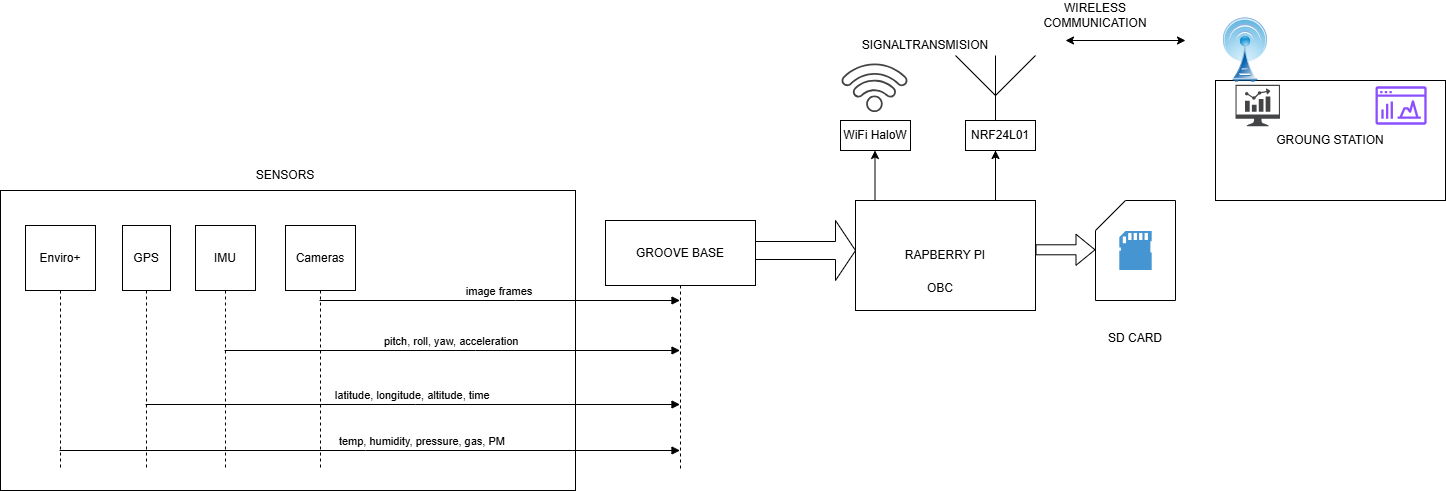 WIRELESS
COMMUNICATION
SIGNALTRANSMISION
WiFi HaloW
NRF24L01
GROUNG STATION
SENSORS
Enviro+
GPS
IMU
Cameras
GROOVE BASE
RAPBERRY PI
OBC
image frames
SD CARD
pitch, roll, yaw, acceleration
latitude, longitude, altitude, time
temp, humidity, pressure, gas, PM